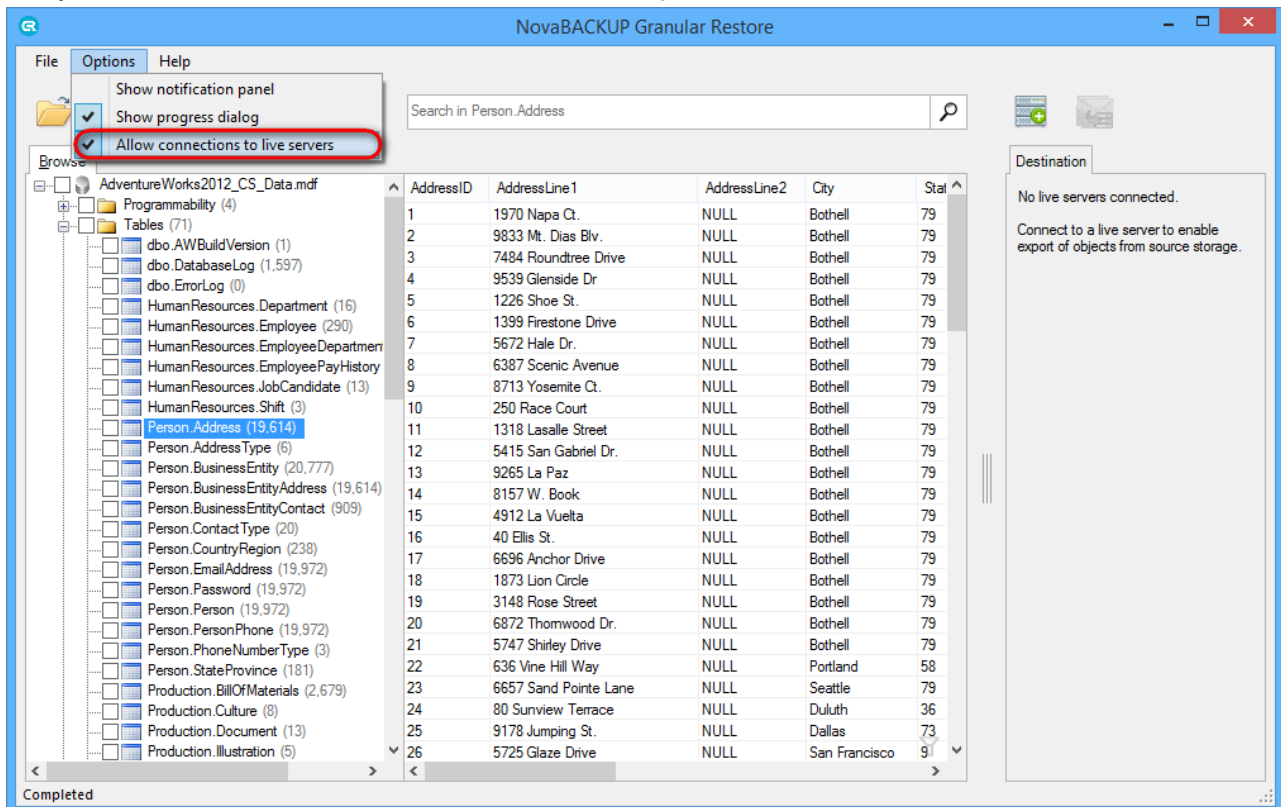 NovaBACKUP Granular Restore
File Options Help
Show notification panel
Show progress dialog
Allow connections to live servers
Search in Person.Address
Browse
AdventureWorks2012_CS_Data.mdf
Programmability (4)
Tables (71)
dbo.AWBuildVersion (1)
dbo.DatabaseLog (1,597)
dbo.ErrorLog (0)
HumanResources.Department (16)
HumanResources.Employee (290)
HumanResources.EmployeeDepartmen
HumanResources.EmployeePayHistory
HumanResources.JobCandidate (13)
HumanResources.Shift (3)
Person.Address (19,614)
Person.AddressType (6)
Person.BusinessEntity (20,777)
Person.BusinessEntityAddress (19,614)
Person.BusinessEntityContact (909)
Person.ContactType (20)
Person.CountryRegion (238)
Person.EmailAddress (19,972)
Person.Password (19,972)
Person.Person (19,972)
Person.PersonPhone (19,972)
Person.PhoneNumberType (3)
Person.StateProvince (181)
Production.BillOfMaterials (2,679)
Production.Culture (8)
Production.Document (13)
Production.Illustration (5)
AddressID AddressLine1 AddressLine2 City Stat
1 1970 Napa Ct. NULL Bothell 79
2 9833 Mt. Dias Blv. NULL Bothell 79
3 7484 Roundtree Drive NULL Bothell 79
4 9539 Glenside Dr NULL Bothell 79
5 1226 Shoe St. NULL Bothell 79
6 1399 Firestone Drive NULL Bothell 79
7 5672 Hale Dr. NULL Bothell 79
8 6387 Scenic Avenue NULL Bothell 79
9 8713 Yosemite Ct. NULL Bothell 79
10 250 Race Court NULL Bothell 79
11 1318 Lasalle Street NULL Bothell 79
12 5415 San Gabriel Dr. NULL Bothell 79
13 9265 La Paz NULL Bothell 79
14 8157 W. Book NULL Bothell 79
15 4912 La Vuelta NULL Bothell 79
16 40 Ellis St. NULL Bothell 79
17 6696 Anchor Drive NULL Bothell 79
18 1873 Lion Circle NULL Bothell 79
19 3148 Rose Street NULL Bothell 79
20 6872 Thornwood Dr. NULL Bothell 79
21 5747 Shirley Drive NULL Bothell 79
22 636 Vine Hill Way NULL Portland 58
23 6657 Sand Pointe Lane NULL Seattle 79
24 80 Sunview Terrace NULL Duluth 36
25 9178 Jumping St. NULL Dallas 73
26 5725 Glaze Drive NULL San Francisco 9
Destination
No live servers connected.
Connect to a live server to enable
export of objects from source storage.
Completed